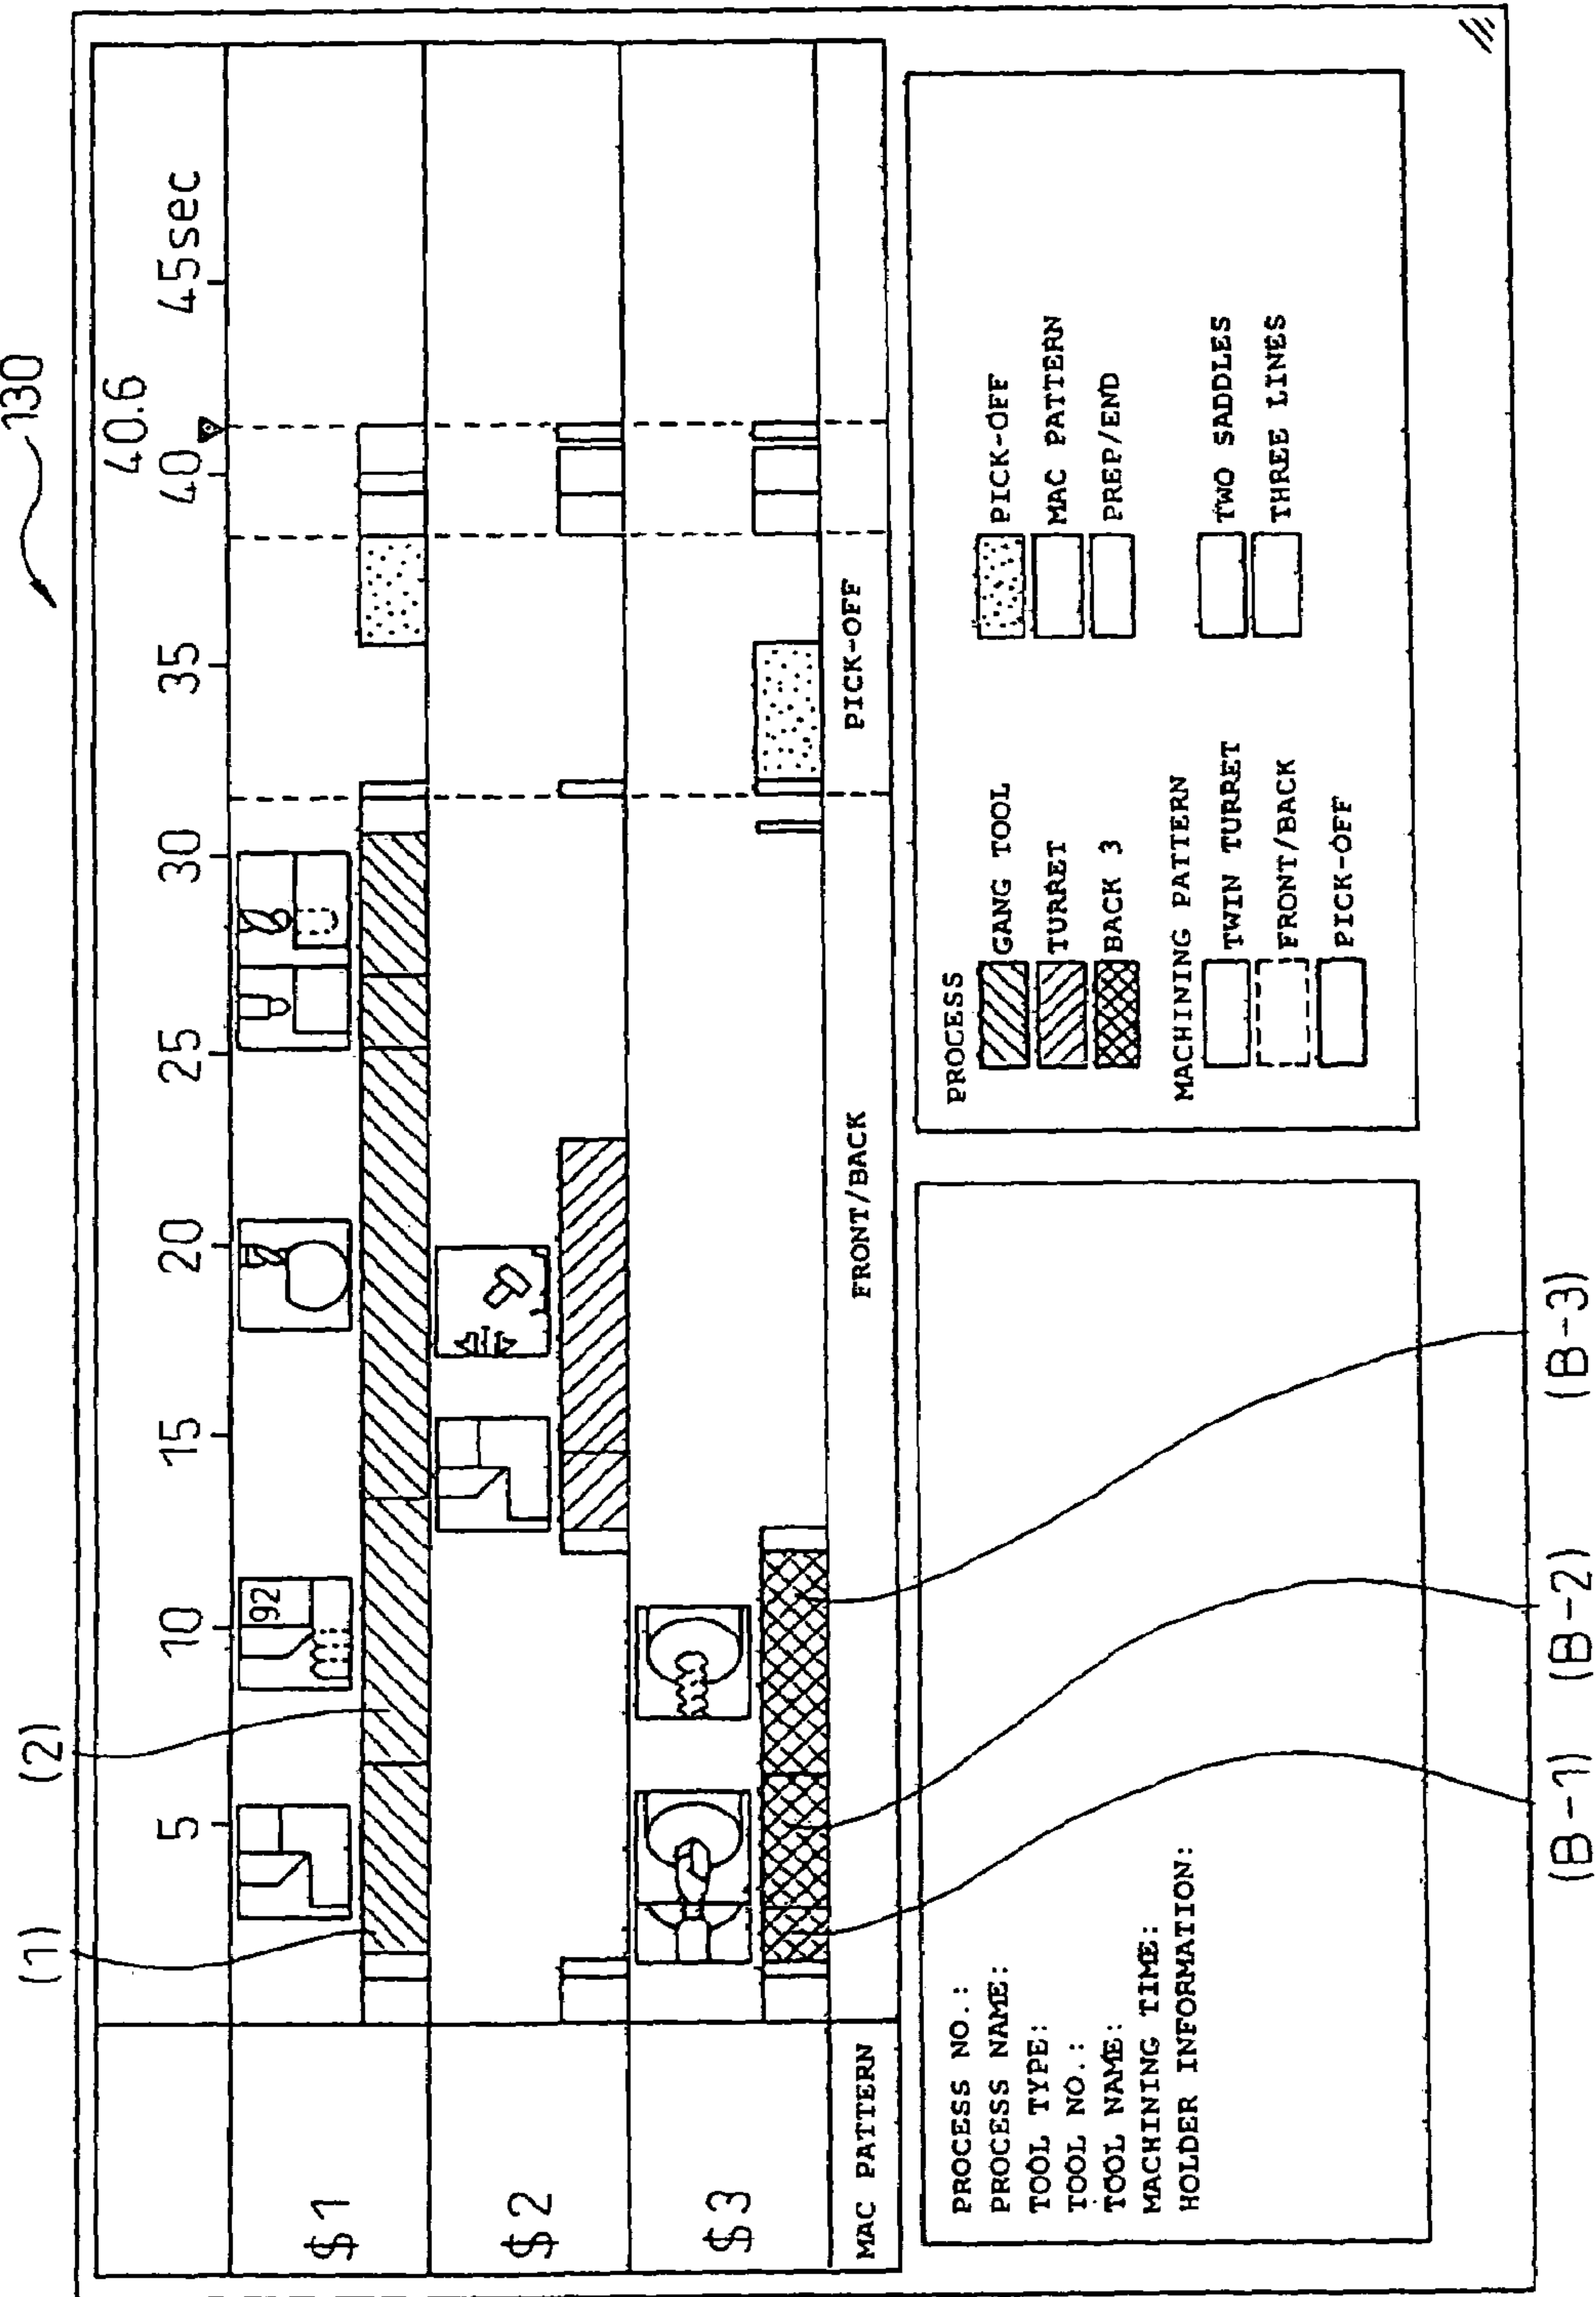 130
40.6
5 10 15 20 25 30 35 40 45sec
(1) (2)
$1
92
$2
$3
MAC PATTERN
FRONT/BACK
PICK-OFF
PROCESS NO.:
PROCESS NAME:
TOOL TYPE:
TOOL NO.:
TOOL NAME:
MACHINING TIME:
HOLDER INFORMATION:
PROCESS
GANG TOOL
TURRET
BACK 3
PICK-OFF
MAC PATTERN
PREP/END
MACHINING PATTERN
TWIN TURRET
FRONT/BACK
PICK-OFF
TWO SADDLES
THREE LINES
(B-1) (B-2) (B-3)